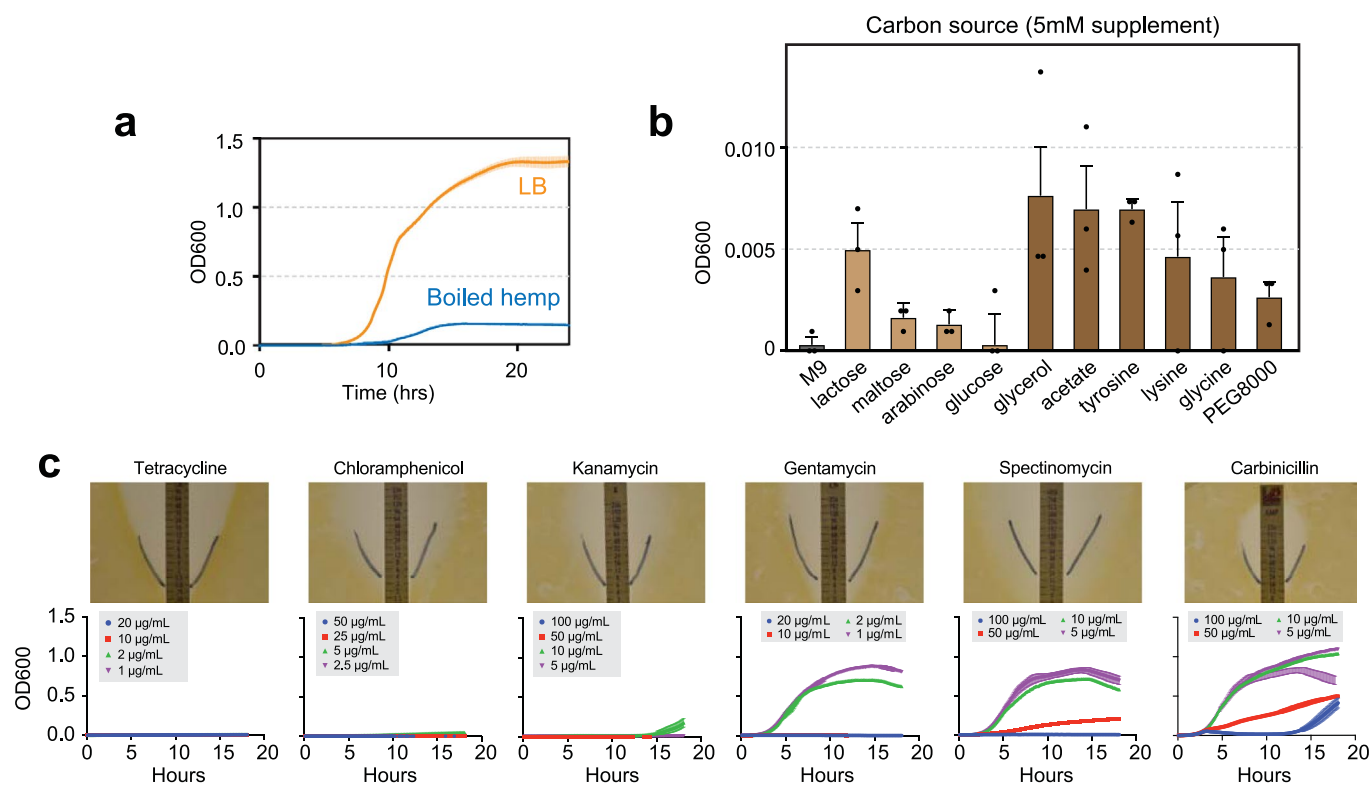 Carbon source (5mM supplement)
a
b
1.5
1.0
0.5
0.0
OD600
LB
Boiled hemp
0
10
20
Time (hrs)
0.010
0.005
0
OD600
M9
lactose
maltose
arabinose
glucose
glycerol
acetate
tyrosine
lysine
glycine
PEG8000
c
Tetracycline
Chloramphenicol
Kanamycin
Gentamycin
Spectinomycin
Carbinicillin
1.5
1.0
0.5
0.0
OD600
20 µg/mL
10 µg/mL
2 µg/mL
1 µg/mL
0 5 10 15 20
Hours
50 µg/mL
25 µg/mL
5 µg/mL
2,5 µg/mL
0 5 10 15 20
Hours
100 µg/mL
50 µg/mL
10 µg/mL
5 µg/mL
0 5 10 15 20
Hours
20 µg/mL 2 µg/mL
10 µg/mL 1 µg/mL
0 5 10 15 20
Hours
100 µg/mL 10 µg/mL
50 µg/mL 5 µg/mL
0 5 10 15 20
Hours
100 µg/mL 10 µg/mL
50 µg/mL 5 µg/mL
0 5 10 15 20
Hours